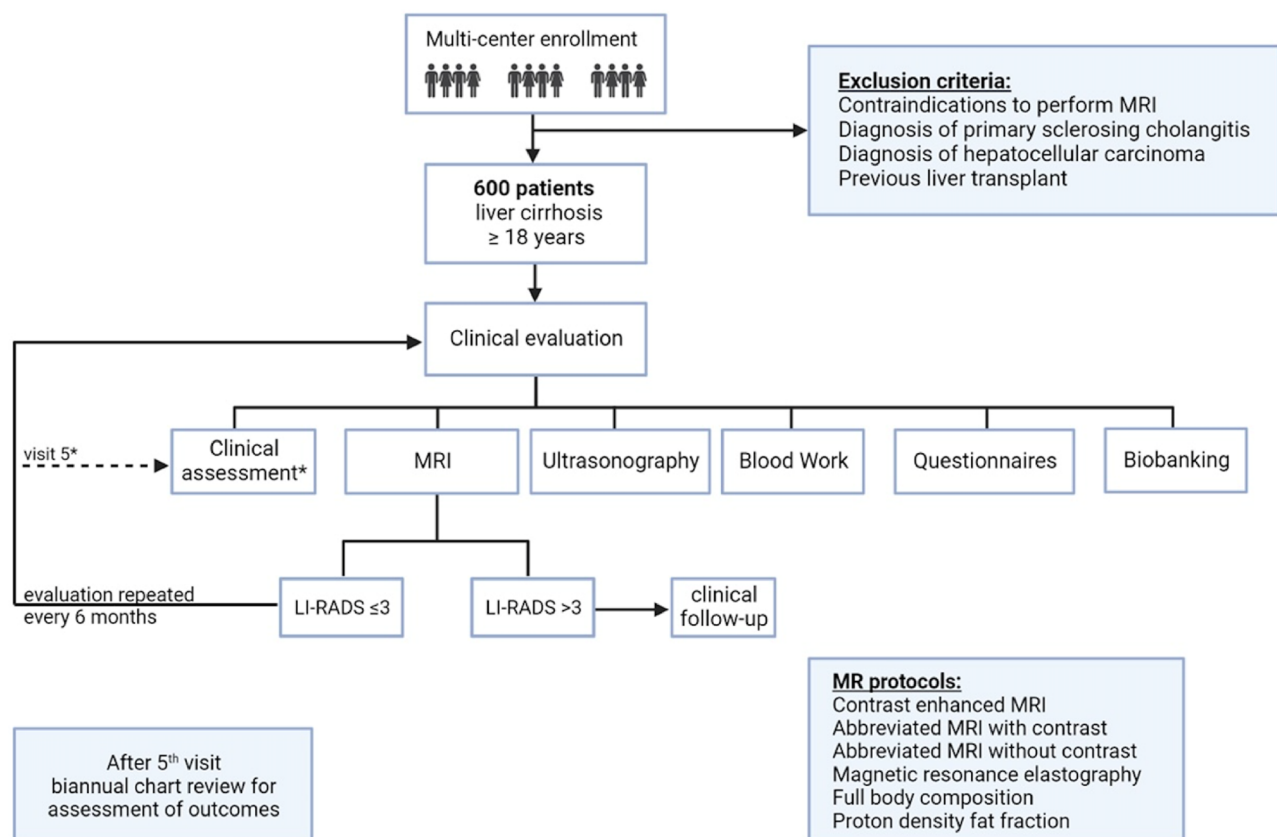 Multi-center enrollment
Exclusion criteria:
Contraindications to perform MRI
Diagnosis of primary sclerosing cholangitis
Diagnosis of hepatocellular carcinoma
Previous liver transplant
600 patients
liver cirrhosis
≥ 18 years
Clinical evaluation
visit 5*
Clinical
assessment*
MRI
Ultrasonography
Blood Work
Questionnaires
Biobanking
evaluation repeated
every 6 months
LI-RADS ≤3
LI-RADS >3
clinical
follow-up
After 5th visit
biannual chart review for
assessment of outcomes
MR protocols:
Contrast enhanced MRI
Abbreviated MRI with contrast
Abbreviated MRI without contrast
Magnetic resonance elastography
Full body composition
Proton density fat fraction